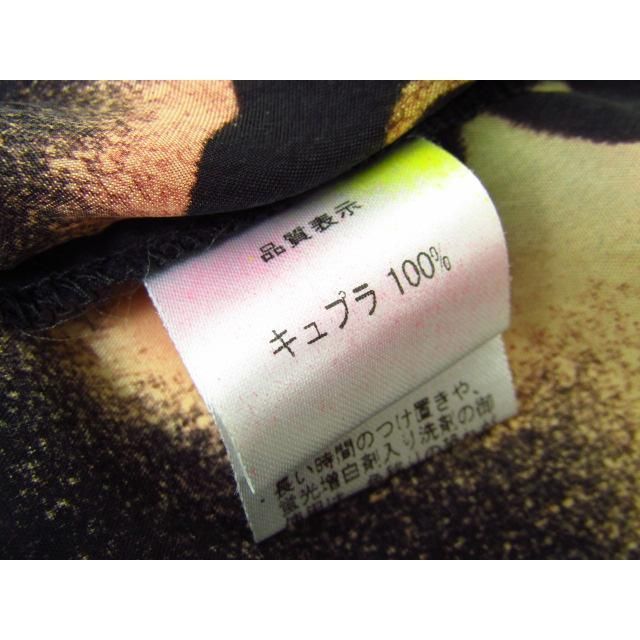 品質表示
キュプラ 100%
・長い時間のつけ置きや、
蛍光増白剤入り洗剤の御